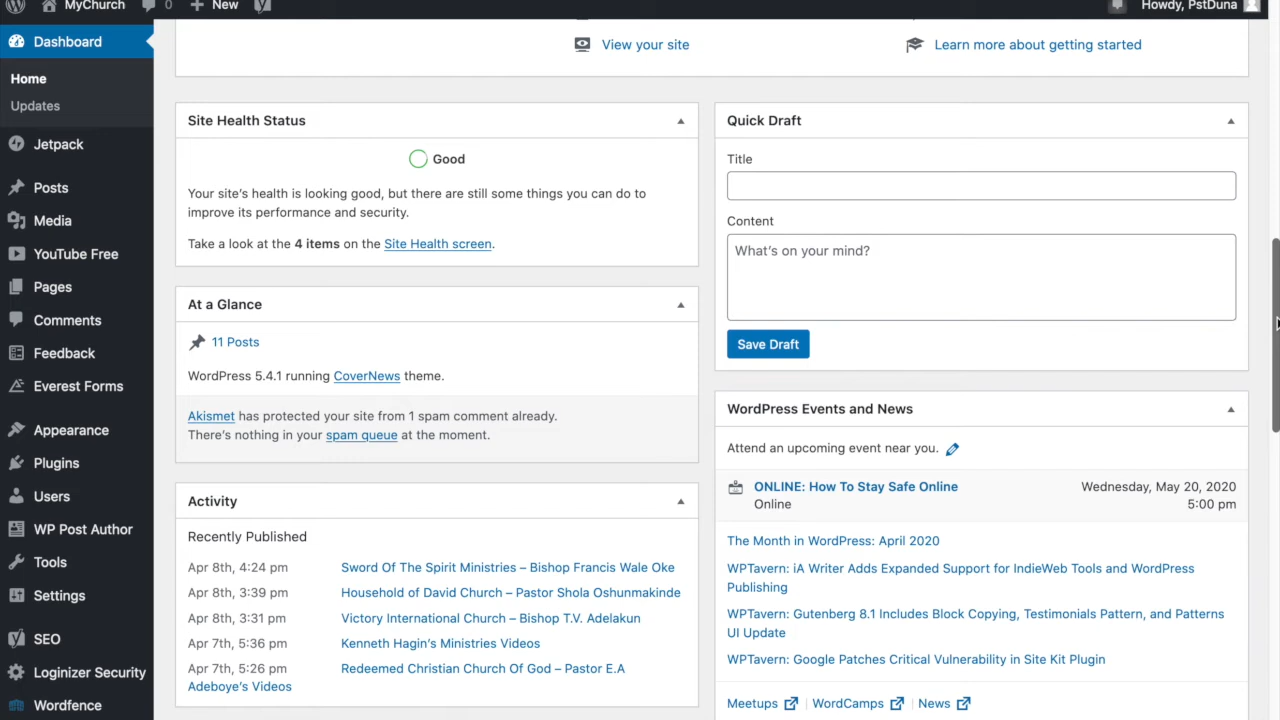 MyChurch 0 New Howdy, PstDuna
Dashboard
Home
Updates
Jetpack
Posts
Media
YouTube Free
Pages
Comments
Feedback
Everest Forms
Appearance
Plugins
Users
WP Post Author
Tools
Settings
SEO
Loginizer Security
Wordfence
View your site
Learn more about getting started
Site Health Status
Good
Your site's health is looking good, but there are still some things you can do to
improve its performance and security.
Take a look at the 4 items on the Site Health screen.
At a Glance
11 Posts
WordPress 5.4.1 running CoverNews theme.
Akismet has protected your site from 1 spam comment already.
There's nothing in your spam queue at the moment.
Activity
Recently Published
Apr 8th, 4:24 pm Sword Of The Spirit Ministries – Bishop Francis Wale Oke
Apr 8th, 3:39 pm Household of David Church – Pastor Shola Oshunmakinde
Apr 8th, 3:31 pm Victory International Church – Bishop T.V. Adelakun
Apr 7th, 5:36 pm Kenneth Hagin's Ministries Videos
Apr 7th, 5:26 pm Redeemed Christian Church Of God – Pastor E.A
Adeboye's Videos
Quick Draft
Title
Content
What's on your mind?
Save Draft
WordPress Events and News
Attend an upcoming event near you.
ONLINE: How To Stay Safe Online Wednesday, May 20, 2020
Online 5:00 pm
The Month in WordPress: April 2020
WPTavern: iA Writer Adds Expanded Support for IndieWeb Tools and WordPress
Publishing
WPTavern: Gutenberg 8.1 Includes Block Copying, Testimonials Pattern, and Patterns
UI Update
WPTavern: Google Patches Critical Vulnerability in Site Kit Plugin
Meetups | WordCamps | News